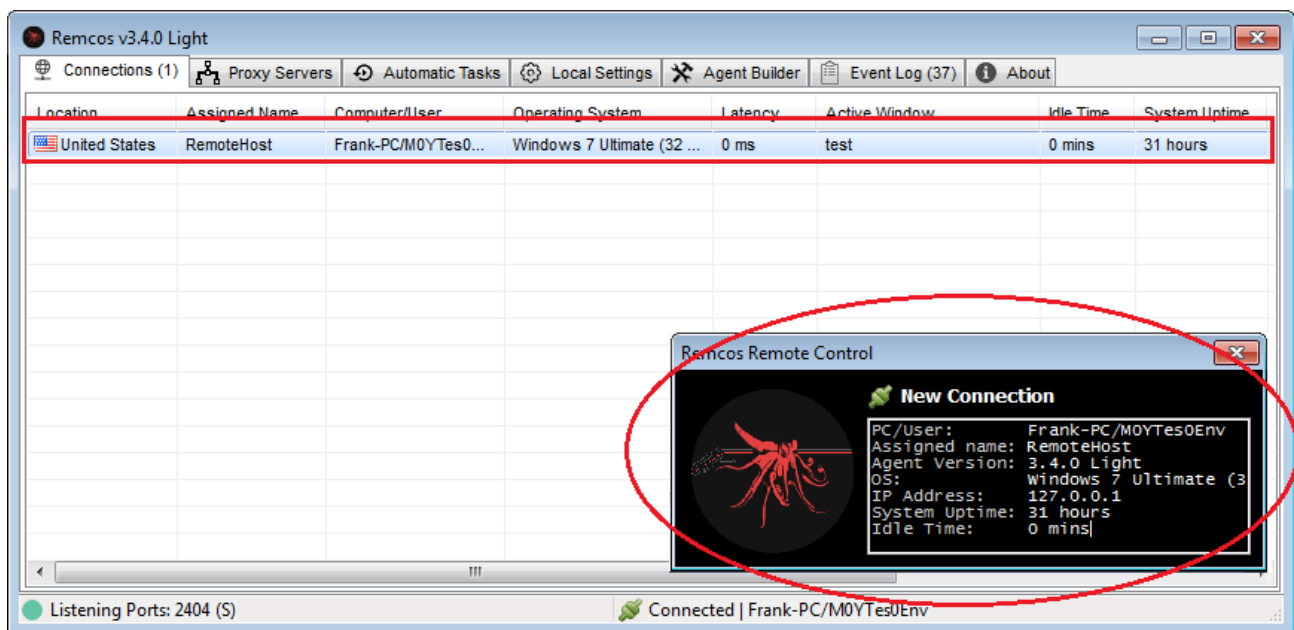 Remcos v3.4.0 Light
Connections (1) Proxy Servers Automatic Tasks Local Settings Agent Builder Event Log (37) About
Location Assigned Name Computer/User Operating System Latency Active Window Idle Time System Uptime
United States RemoteHost Frank-PC/M0YTes0... Windows 7 Ultimate (32 ... 0 ms test 0 mins 31 hours
Remcos Remote Control
New Connection
PC/User: Frank-PC/M0YTes0Env
Assigned name: RemoteHost
Agent Version: 3.4.0 Light
OS: Windows 7 Ultimate (3
IP Address: 127.0.0.1
System Uptime: 31 hours
Idle Time: 0 mins
Listening Ports: 2404 (S) Connected | Frank-PC/M0YTes0Env